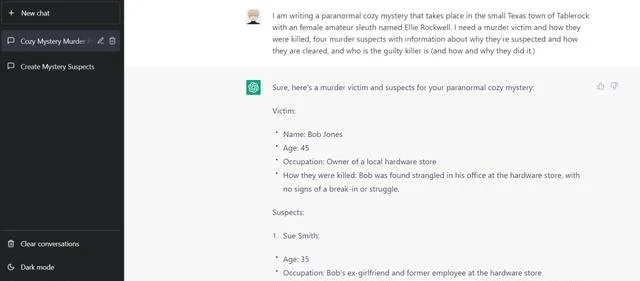 New chat
Cozy Mystery Murder
Create Mystery Suspects
Clear conversations
Dark mode
I am writing a paranormal cozy mystery that takes place in the small Texas town of Tablerock
with an female amateur sleuth named Ellie Rockwell. I need a murder victim and how they
were killed, four murder suspects with information about why they're suspected and how
they are cleared, and who is the guilty killer is (and how and why they did it.)
Sure, here's a murder victim and suspects for your paranormal cozy mystery:
Victim:
• Name: Bob Jones
• Age: 45
• Occupation: Owner of a local hardware store
• How they were killed: Bob was found strangled in his office at the hardware store, with
no signs of a break-in or struggle.
Suspects:
1. Sue Smith:
• Age: 35
• Occupation: Bob's ex-girlfriend and former employee at the hardware store